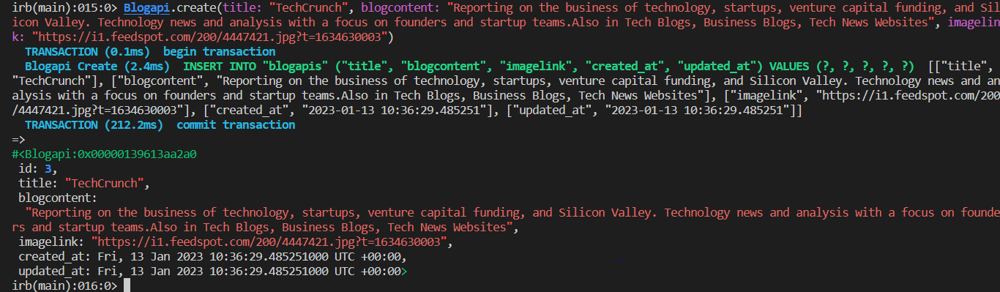 irb(main):015:0> Blogapi.create(title: "TechCrunch", blogcontent: "Reporting on the business of technology, startups, venture capital funding, and Sil
icon Valley. Technology news and analysis with a focus on founders and startup teams.Also in Tech Blogs, Business Blogs, Tech News Websites", imagelin
k: "https://i1.feedspot.com/200/4447421.jpg?t=1634630003")
  TRANSACTION (0.1ms)  begin transaction
  Blogapi Create (2.4ms)  INSERT INTO "blogapis" ("title", "blogcontent", "imagelink", "created_at", "updated_at") VALUES (?, ?, ?, ?, ?)  [["title",
"TechCrunch"], ["blogcontent", "Reporting on the business of technology, startups, venture capital funding, and Silicon Valley. Technology news and an
alysis with a focus on founders and startup teams.Also in Tech Blogs, Business Blogs, Tech News Websites"], ["imagelink", "https://i1.feedspot.com/200
/4447421.jpg?t=1634630003"], ["created_at", "2023-01-13 10:36:29.485251"], ["updated_at", "2023-01-13 10:36:29.485251"]]
  TRANSACTION (212.2ms)  commit transaction
=>
#<Blogapi:0x00000139613aa2a0
 id: 3,
 title: "TechCrunch",
 blogcontent:
  "Reporting on the business of technology, startups, venture capital funding, and Silicon Valley. Technology news and analysis with a focus on founde
rs and startup teams.Also in Tech Blogs, Business Blogs, Tech News Websites",
 imagelink: "https://i1.feedspot.com/200/4447421.jpg?t=1634630003",
 created_at: Fri, 13 Jan 2023 10:36:29.485251000 UTC +00:00,
 updated_at: Fri, 13 Jan 2023 10:36:29.485251000 UTC +00:00>
irb(main):016:0>